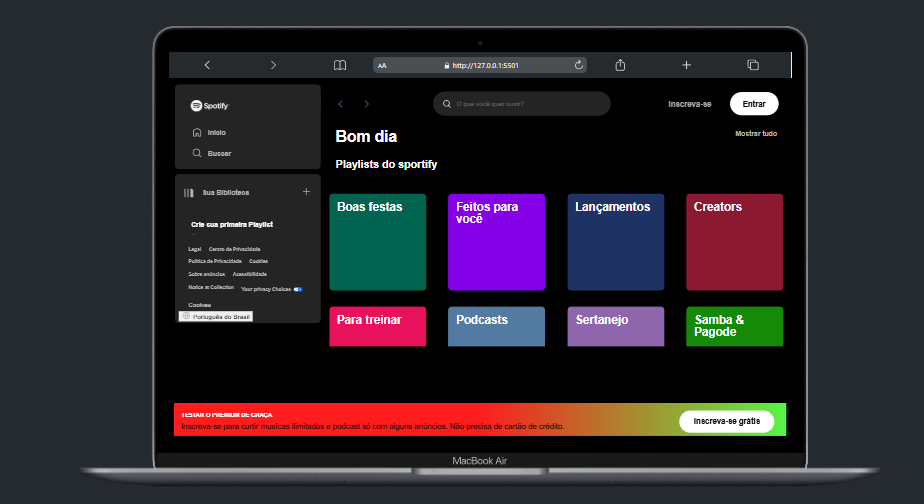 AA http://127.0.0.1:5501
Spotify
Início
Buscar
Sua Biblioteca
Crie sua primeira Playlist
Legal Centro de Privacidade
Política da Privacidade Cookies
Sobre anúncios Acessibilidade
Notice at Collection Your privacy Choices
Cookies
Português do Brasil
O que você quer ouvir?
Inscreva-se
Entrar
Bom dia
Mostrar tudo
Playlists do sportify
Boas festas
Feitos para
você
Lançamentos
Creators
Para treinar
Podcasts
Sertanejo
Samba &
Pagode
TESTAR O PREMIUM DE GRAÇA
Inscreva-se para curtir musicas ilimitadas e podcast só com alguns anúncios. Não precisa de cartão de crédito.
Inscreva-se grátis
MacBook Air